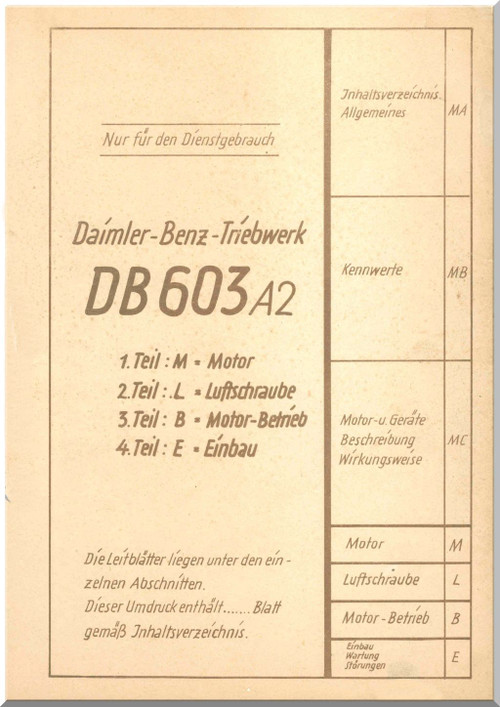 Nur für den Dienstgebrauch
Daimler-Benz-Triebwerk
DB 603 A2
1. Teil : M = Motor
2. Teil : . L = Luftschraube
3. Teil : B = Motor-Betrieb
4. Teil : E = Einbau
Die Leitblätter liegen unter den ein-
zelnen Abschnitten.
Dieser Umdruck enthält....... Blatt
gemäß Inhaltsverzeichnis.
Inhaltsverzeichnis
Allgemeines
MA
Kennwerte
MB
Motor-u. Geräte
Beschreibung
Wirkungsweise
MC
Motor
M
Luftschraube
L
Motor-Betrieb
B
Einbau
Wartung
Störungen
E